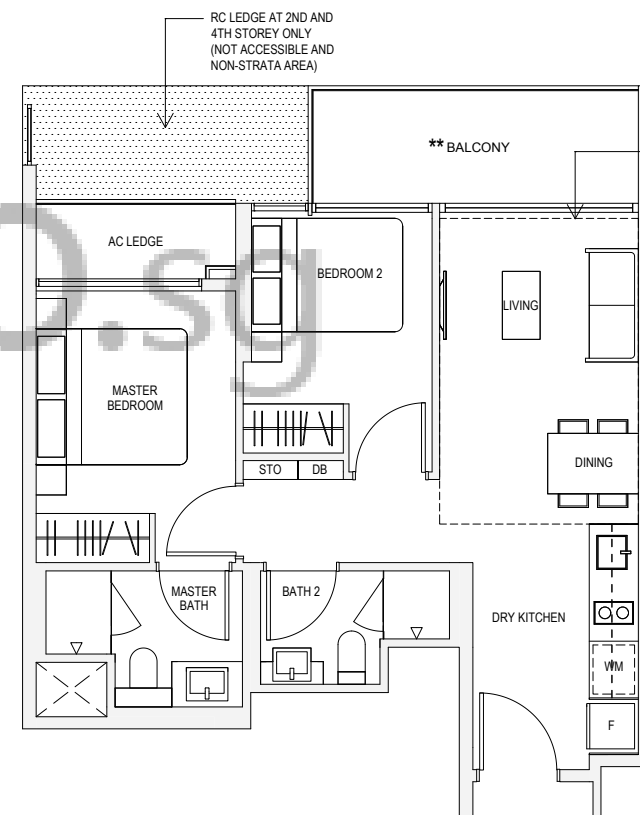 RC LEDGE AT 2ND AND
4TH STOREY ONLY
(NOT ACCESSIBLE AND
NON-STRATA AREA)
** BALCONY
AC LEDGE
BEDROOM 2
LIVING
MASTER
BEDROOM
DINING
STO
DB
MASTER
BATH
BATH 2
DRY KITCHEN
WM
F
.sg